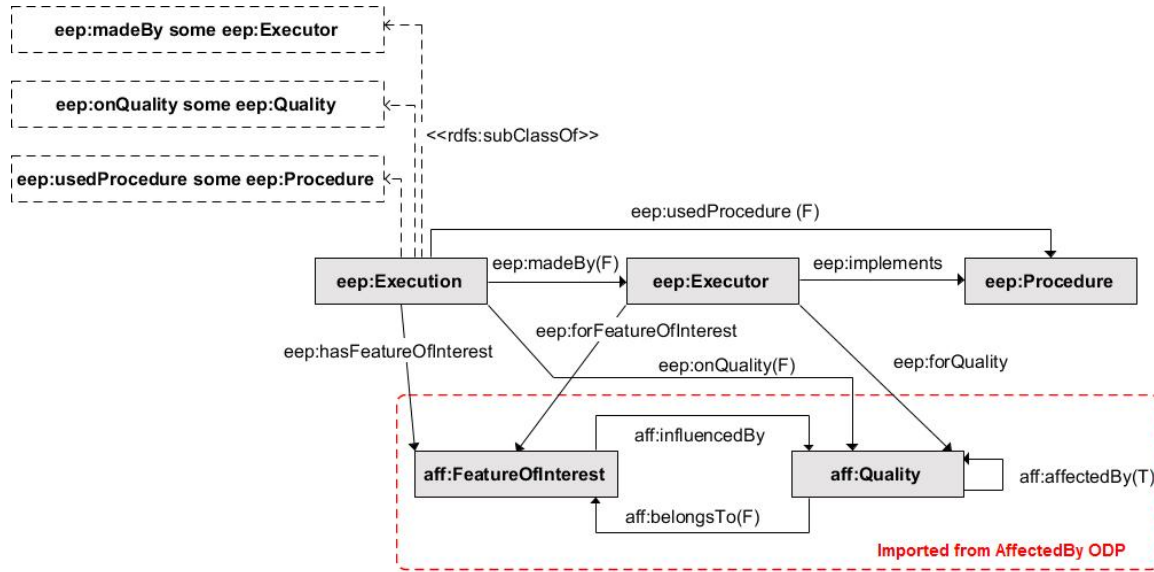 eep:madeBy some eep:Executor
eep:onQuality some eep:Quality
<<rdfs:subClassOf>>
eep:usedProcedure some eep:Procedure
eep:usedProcedure (F)
eep:Execution
eep:madeBy(F)
eep:Executor
eep:implements
eep:Procedure
eep:hasFeatureOfInterest
eep:forFeatureOfInterest
eep:onQuality(F)
eep:forQuality
aff:influencedBy
aff:FeatureOfInterest
aff:Quality
aff:affectedBy(T)
aff:belongsTo(F)
Imported from AffectedBy ODP